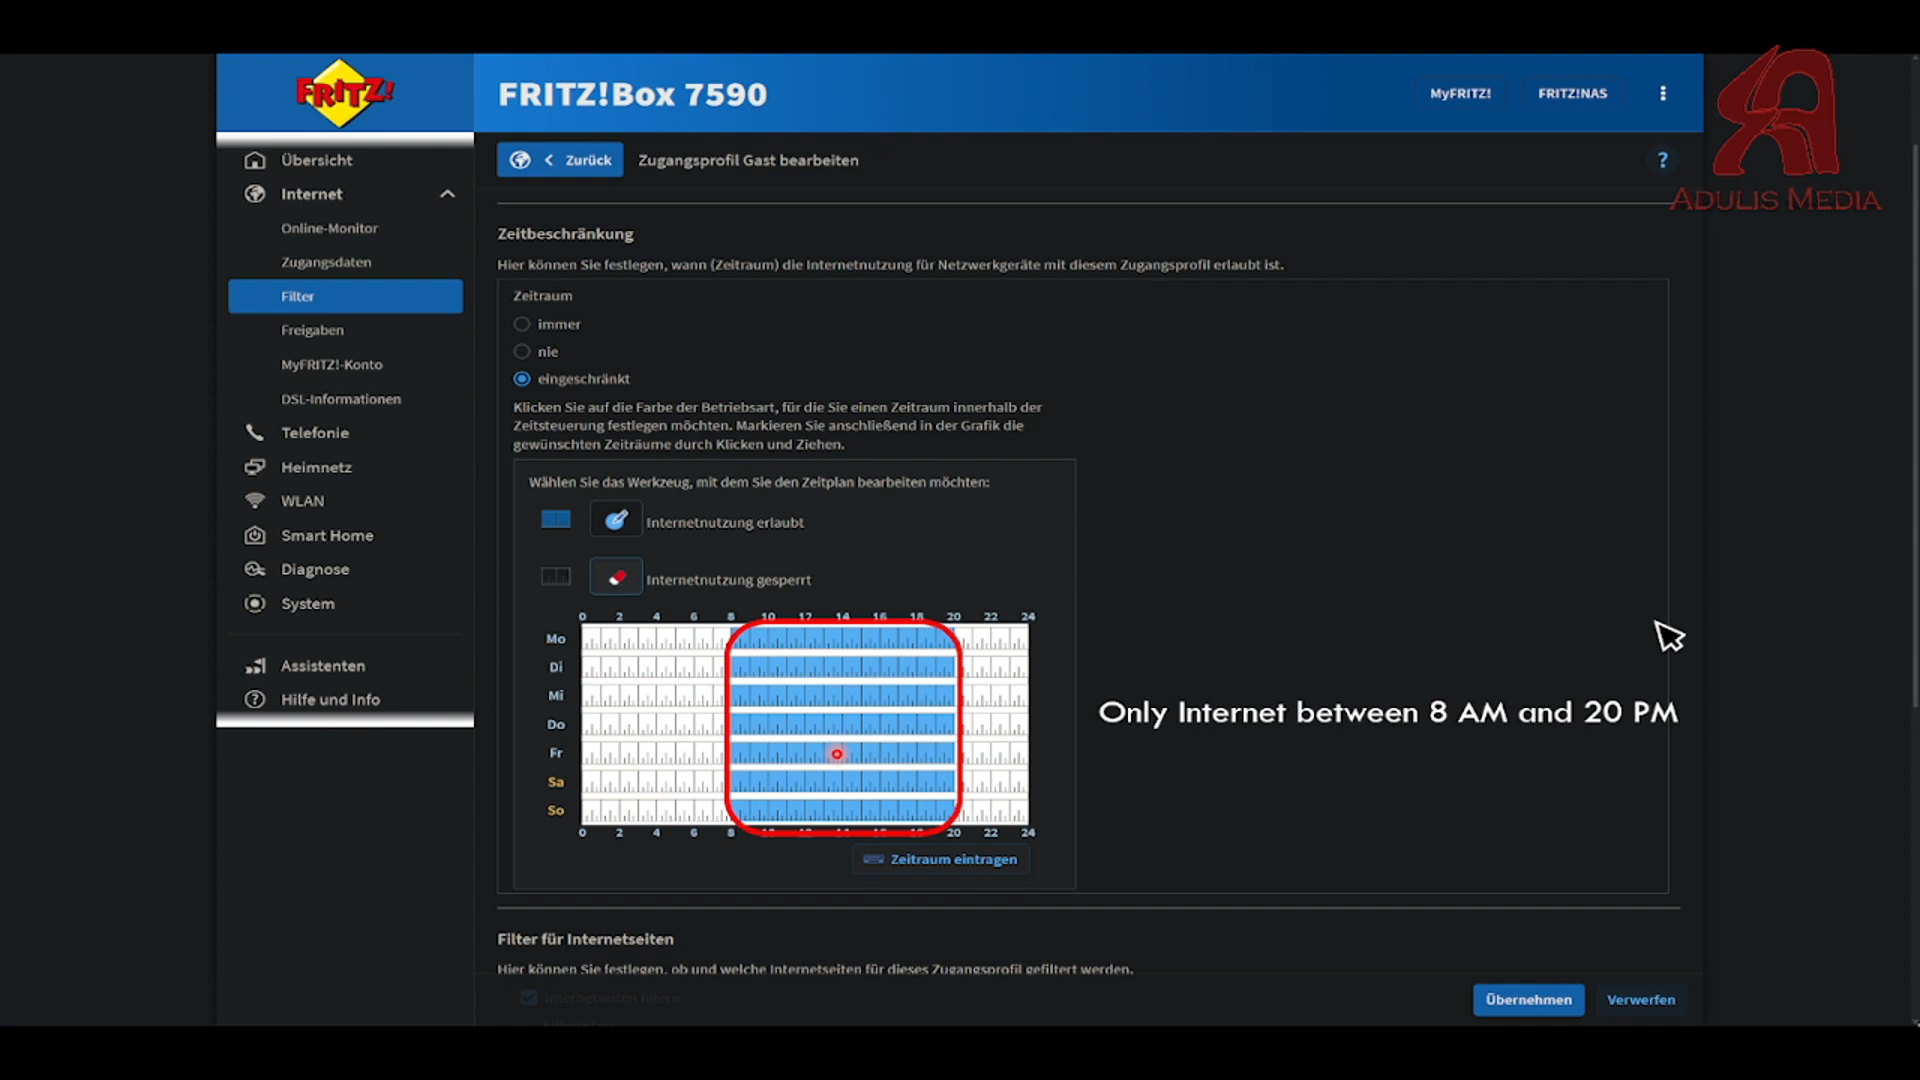 FRITZ!
FRITZ!Box 7590
MyFRITZ!
FRITZ!NAS
ADULIS MEDIA
Zurück
Zugangsprofil Gast bearbeiten
?
Übersicht
Internet
Online-Monitor
Zugangsdaten
Filter
Freigaben
MyFRITZ!-Konto
DSL-Informationen
Telefonie
Heimnetz
WLAN
Smart Home
Diagnose
System
Assistenten
Hilfe und Info
Zeitbeschränkung
Hier können Sie festlegen, wann (Zeitraum) die Internetnutzung für Netzwerkgeräte mit diesem Zugangsprofil erlaubt ist.
Zeitraum
immer
nie
eingeschränkt
Klicken Sie auf die Farbe der Betriebsart, für die Sie einen Zeitraum innerhalb der
Zeitsteuerung festlegen möchten. Markieren Sie anschließend in der Grafik die
gewünschten Zeiträume durch Klicken und Ziehen.
Wählen Sie das Werkzeug, mit dem Sie den Zeitplan bearbeiten möchten:
Internetnutzung erlaubt
Internetnutzung gesperrt
0 2 4 6 8 10 12 14 16 18 20 22 24
Mo
Di
Mi
Do
Fr
Sa
So
0 2 4 6 8 20 22 24
Zeitraum eintragen
Only Internet between 8 AM and 20 PM
Filter für Internetseiten
Hier können Sie festlegen, ob und welche Internetseiten für dieses Zugangsprofil gefiltert werden.
Internetseiten filtern
Übernehmen
Verwerfen